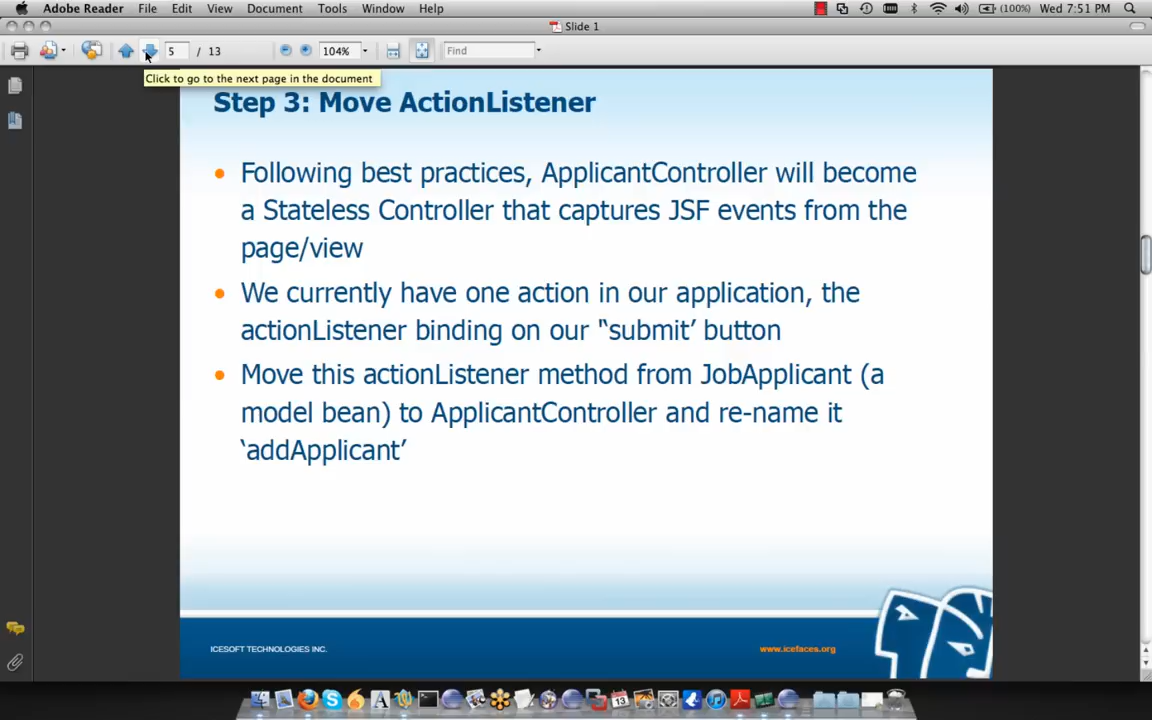 Adobe Reader File Edit View Document Tools Window Help (100%) Wed 7:51 PM
Slide 1
5 / 13 104% Find
Click to go to the next page in the document
Step 3: Move ActionListener
• Following best practices, ApplicantController will become
a Stateless Controller that captures JSF events from the
page/view
• We currently have one action in our application, the
actionListener binding on our “submit’ button
• Move this actionListener method from JobApplicant (a
model bean) to ApplicantController and re-name it
‘addApplicant’
ICESOFT TECHNOLOGIES INC. www.icefaces.org
13